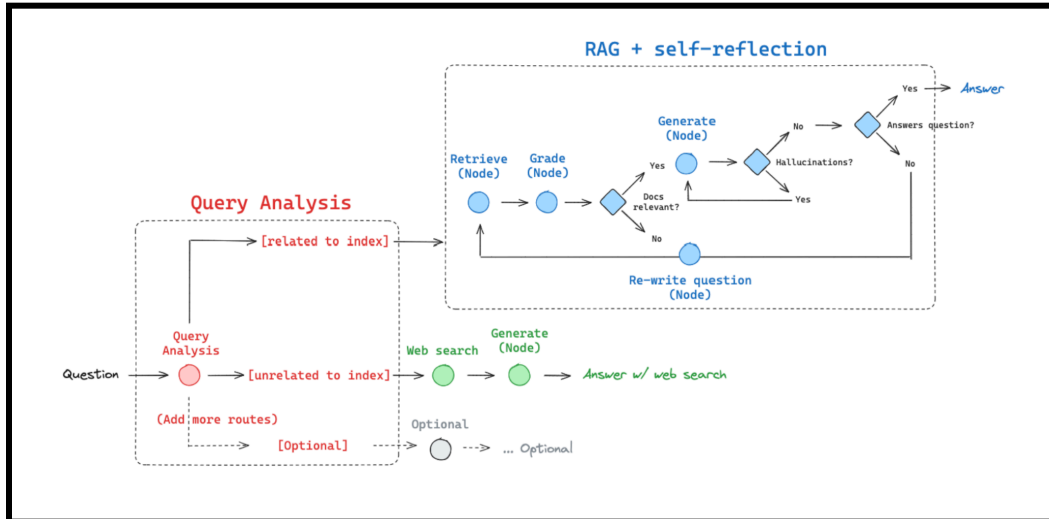 RAG + self-reflection
Yes
Answer
Generate
(Node)
No
Answers question?
Retrieve
(Node)
Grade
(Node)
Yes
Hallucinations?
No
Docs
relevant?
Yes
Query Analysis
No
[related to index]
Re-write question
(Node)
Query
Analysis
Web search
Generate
(Node)
Question
[unrelated to index]
Answer w/ web search
(Add more routes)
Optional
[Optional]
... Optional